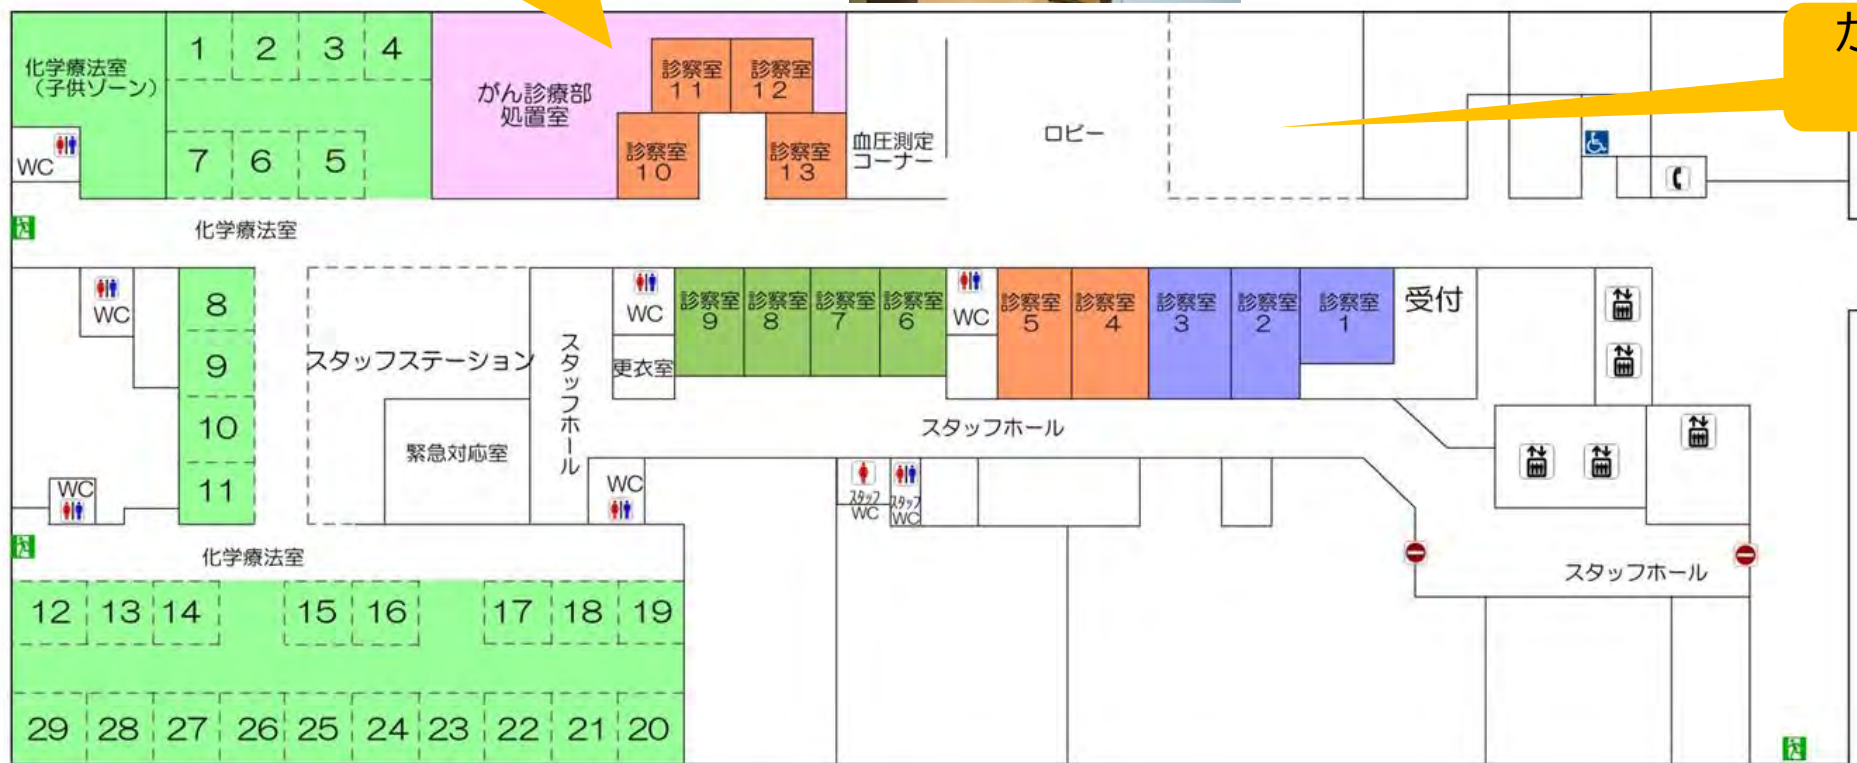 か
化学療法室
（子供ゾーン）
1 2 3 4
がん診療部
処置室
診察室
11
診察室
12
WC
7 6 5
診察室
10
診察室
13
血圧測定
コーナー
ロビー
化学療法室
WC
8
9
10
11
スタッフステーション
緊急対応室
スタッフホール
WC
更衣室
診察室
9
診察室
8
診察室
7
診察室
6
WC
診察室
5
診察室
4
診察室
3
診察室
2
診察室
1
受付
スタッフホール
WC
WC
スタッフ
WC
スタッフ
WC
スタッフホール
化学療法室
12 13 14 15 16 17 18 19
29 28 27 26 25 24 23 22 21 20